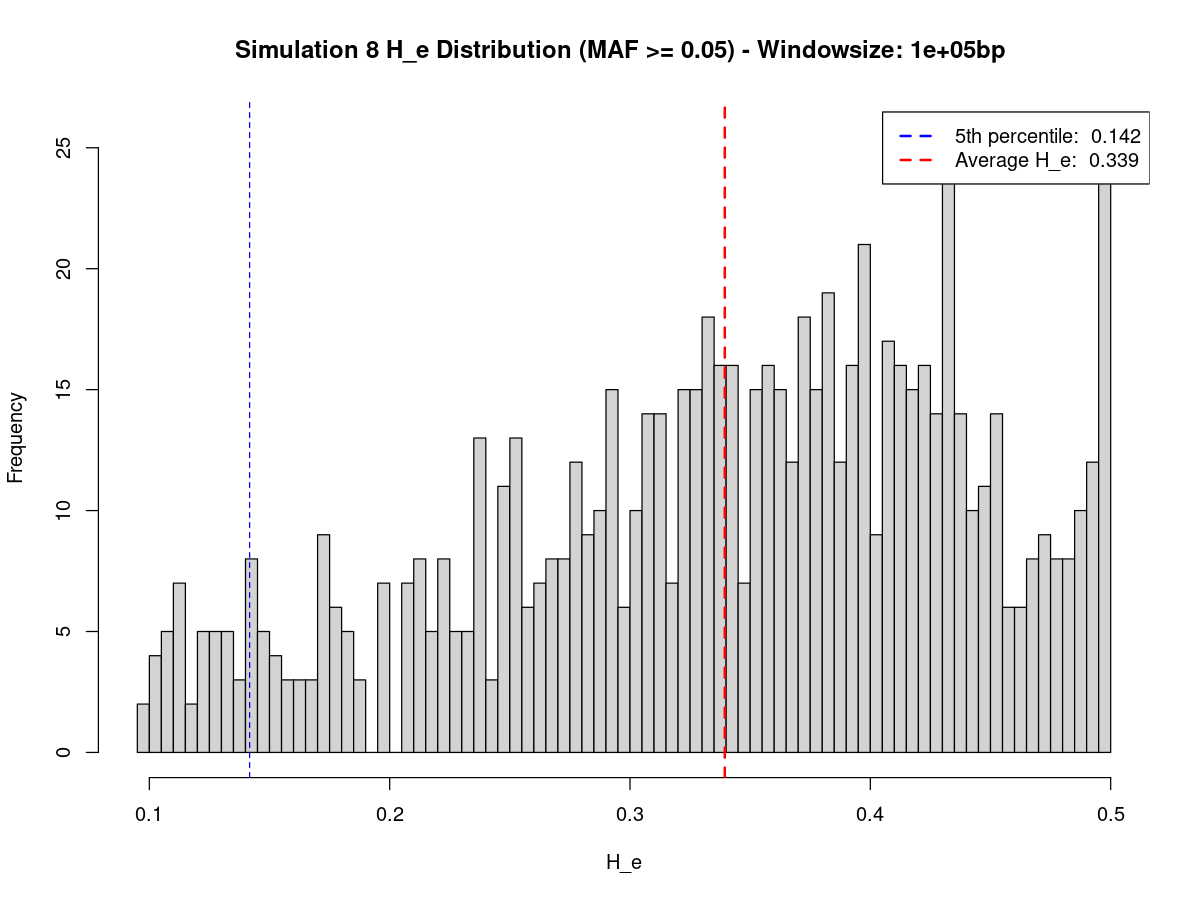 Simulation 8 H_e Distribution (MAF >= 0.05) - Windowsize: 1e+05bp
5th percentile:  0.142
Average H_e:  0.339
Frequency
25
20
15
10
5
0
0.1
0.2
0.3
0.4
0.5
H_e